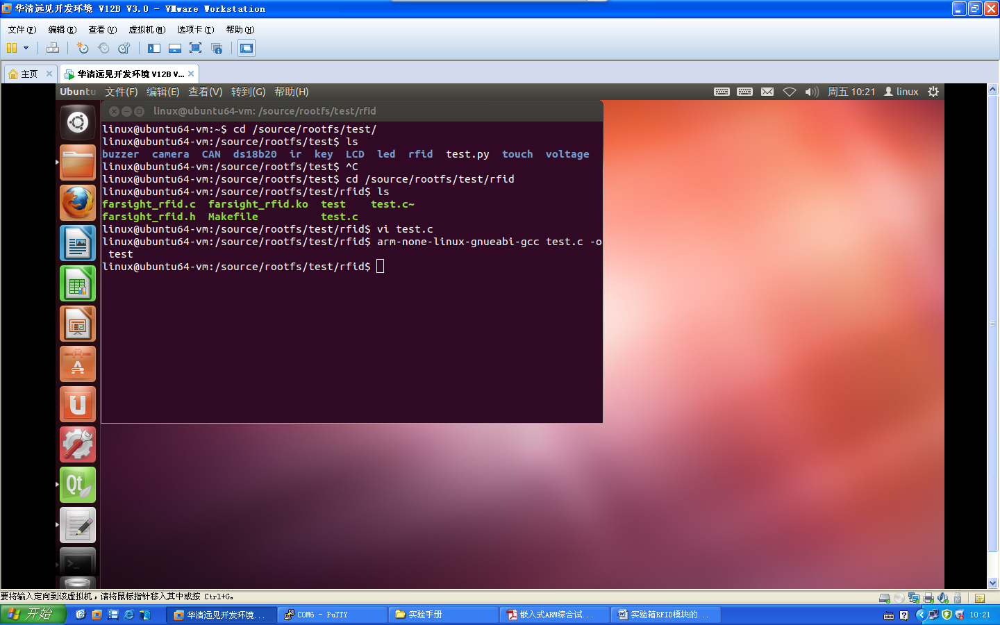 华清远见开发环境 V12B V3.0 - VMware Workstation
文件(F) 编辑(E) 查看(V) 虚拟机(M) 选项卡(T) 帮助(H)
主页 华清远见开发环境 V12B V...
Ubuntu 文件(F) 编辑(E) 查看(V) 转到(G) 帮助(H) 周五 10:21 linux
linux@ubuntu64-vm: /source/rootfs/test/rfid
linux@ubuntu64-vm:~$ cd /source/rootfs/test/
linux@ubuntu64-vm:/source/rootfs/test$ ls
buzzer camera CAN ds18b20 ir key LCD led rfid test.py touch voltage
linux@ubuntu64-vm:/source/rootfs/test$ ^C
linux@ubuntu64-vm:/source/rootfs/test$ cd /source/rootfs/test/rfid
linux@ubuntu64-vm:/source/rootfs/test/rfid$ ls
farsight_rfid.c farsight_rfid.ko test test.c~
farsight_rfid.h Makefile test.c
linux@ubuntu64-vm:/source/rootfs/test/rfid$ vi test.c
linux@ubuntu64-vm:/source/rootfs/test/rfid$ arm-none-linux-gnueabi-gcc test.c -o
test
linux@ubuntu64-vm:/source/rootfs/test/rfid$
Qt
要将输入定向到该虚拟机，请将鼠标指针移入其中或按 Ctrl+G。
开始 华清远见开发环境... COM6 - PuTTY 实验手册 嵌入式ARM综合试... 实验箱RFID模块的... 10:21